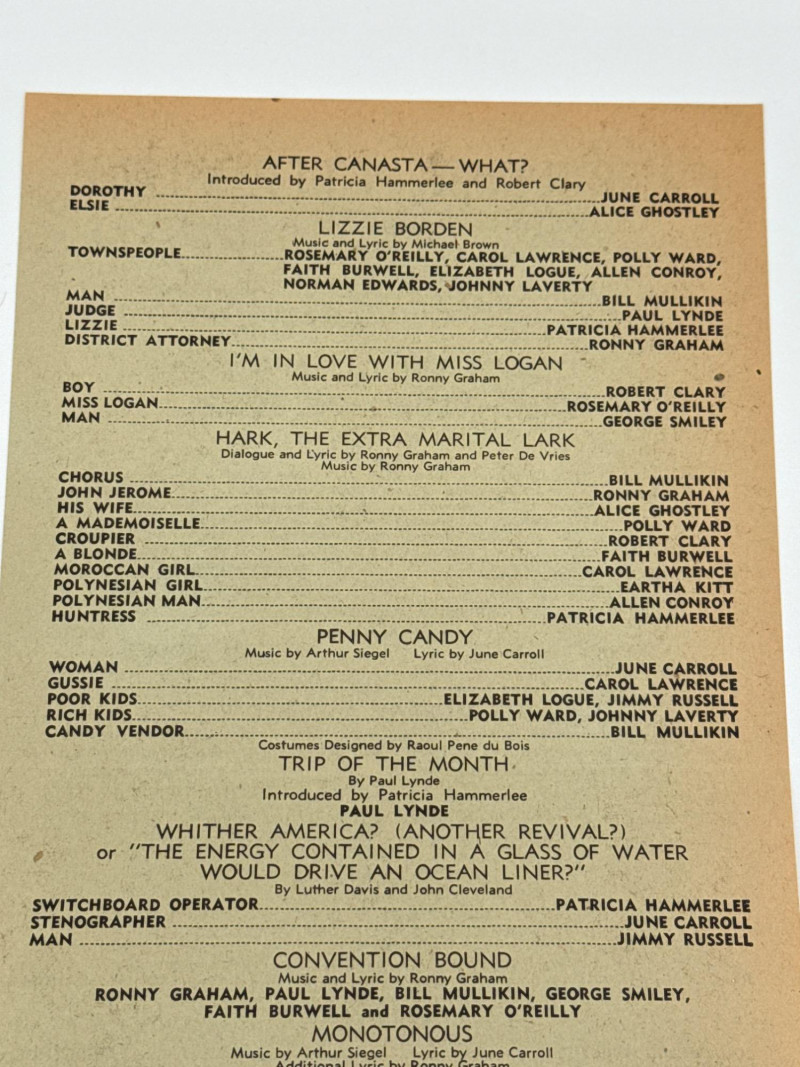 AFTER CANASTA — WHAT?
Introduced by Patricia Hammerlee and Robert Clary
DOROTHY ........ JUNE CARROLL
ELSIE ........ ALICE GHOSTLEY
LIZZIE BORDEN
Music and Lyric by Michael Brown
TOWNSPEOPLE ........ ROSEMARY O'REILLY, CAROL LAWRENCE, POLLY WARD,
FAITH BURWELL, ELIZABETH LOGUE, ALLEN CONROY,
NORMAN EDWARDS, JOHNNY LAVERTY
MAN ........ BILL MULLIKIN
JUDGE ........ PAUL LYNDE
LIZZIE ........ PATRICIA HAMMERLEE
DISTRICT ATTORNEY ........ RONNY GRAHAM
I'M IN LOVE WITH MISS LOGAN
Music and Lyric by Ronny Graham
BOY ........ ROBERT CLARY
MISS LOGAN ........ ROSEMARY O'REILLY
MAN ........ GEORGE SMILEY
HARK, THE EXTRA MARITAL LARK
Dialogue and Lyric by Ronny Graham and Peter De Vries
Music by Ronny Graham
CHORUS ........ BILL MULLIKIN
JOHN JEROME ........ RONNY GRAHAM
HIS WIFE ........ ALICE GHOSTLEY
A MADEMOISELLE ........ POLLY WARD
CROUPIER ........ ROBERT CLARY
A BLONDE ........ FAITH BURWELL
MOROCCAN GIRL ........ CAROL LAWRENCE
POLYNESIAN GIRL ........ EARTHA KITT
POLYNESIAN MAN ........ ALLEN CONROY
HUNTRESS ........ PATRICIA HAMMERLEE
PENNY CANDY
Music by Arthur Siegel Lyric by June Carroll
WOMAN ........ JUNE CARROLL
GUSSIE ........ CAROL LAWRENCE
POOR KIDS ........ ELIZABETH LOGUE, JIMMY RUSSELL
RICH KIDS ........ POLLY WARD, JOHNNY LAVERTY
CANDY VENDOR ........ BILL MULLIKIN
Costumes Designed by Raoul Pene du Bois
TRIP OF THE MONTH
By Paul Lynde
Introduced by Patricia Hammerlee
PAUL LYNDE
WHITHER AMERICA? (ANOTHER REVIVAL?)
or "THE ENERGY CONTAINED IN A GLASS OF WATER
WOULD DRIVE AN OCEAN LINER?"
By Luther Davis and John Cleveland
SWITCHBOARD OPERATOR ........ PATRICIA HAMMERLEE
STENOGRAPHER ........ JUNE CARROLL
MAN ........ JIMMY RUSSELL
CONVENTION BOUND
Music and Lyric by Ronny Graham
RONNY GRAHAM, PAUL LYNDE, BILL MULLIKIN, GEORGE SMILEY,
FAITH BURWELL and ROSEMARY O'REILLY
MONOTONOUS
Music by Arthur Siegel Lyric by June Carroll
Additional Lyric by Ronny Graham